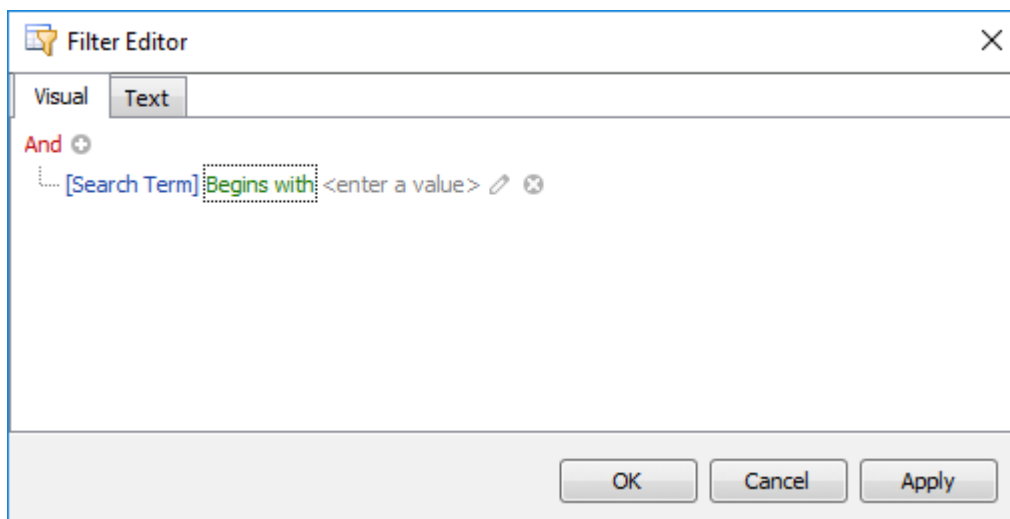 Filter Editor
Visual Text
And
[Search Term] Begins with <enter a value>
OK Cancel Apply